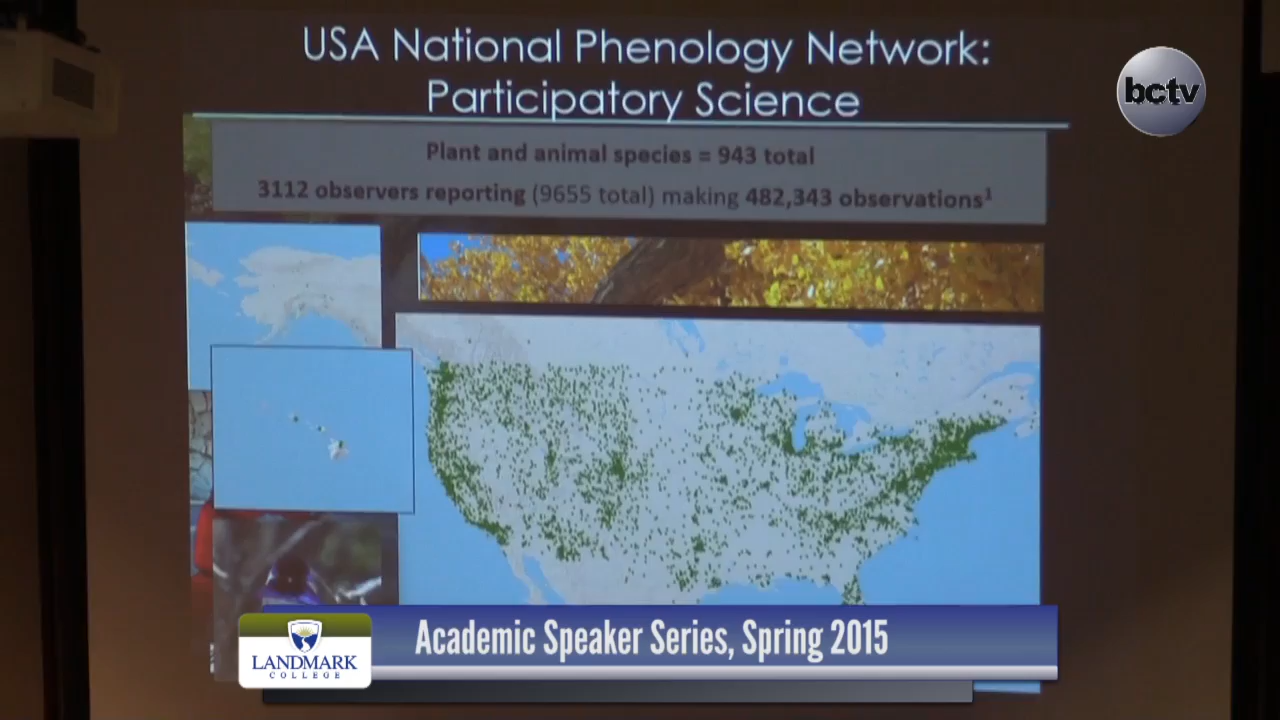 USA National Phenology Network:
Participatory Science
bctv
Plant and animal species = 943 total
3112 observers reporting (9655 total) making 482,343 observations¹
Academic Speaker Series, Spring 2015
LANDMARK
COLLEGE